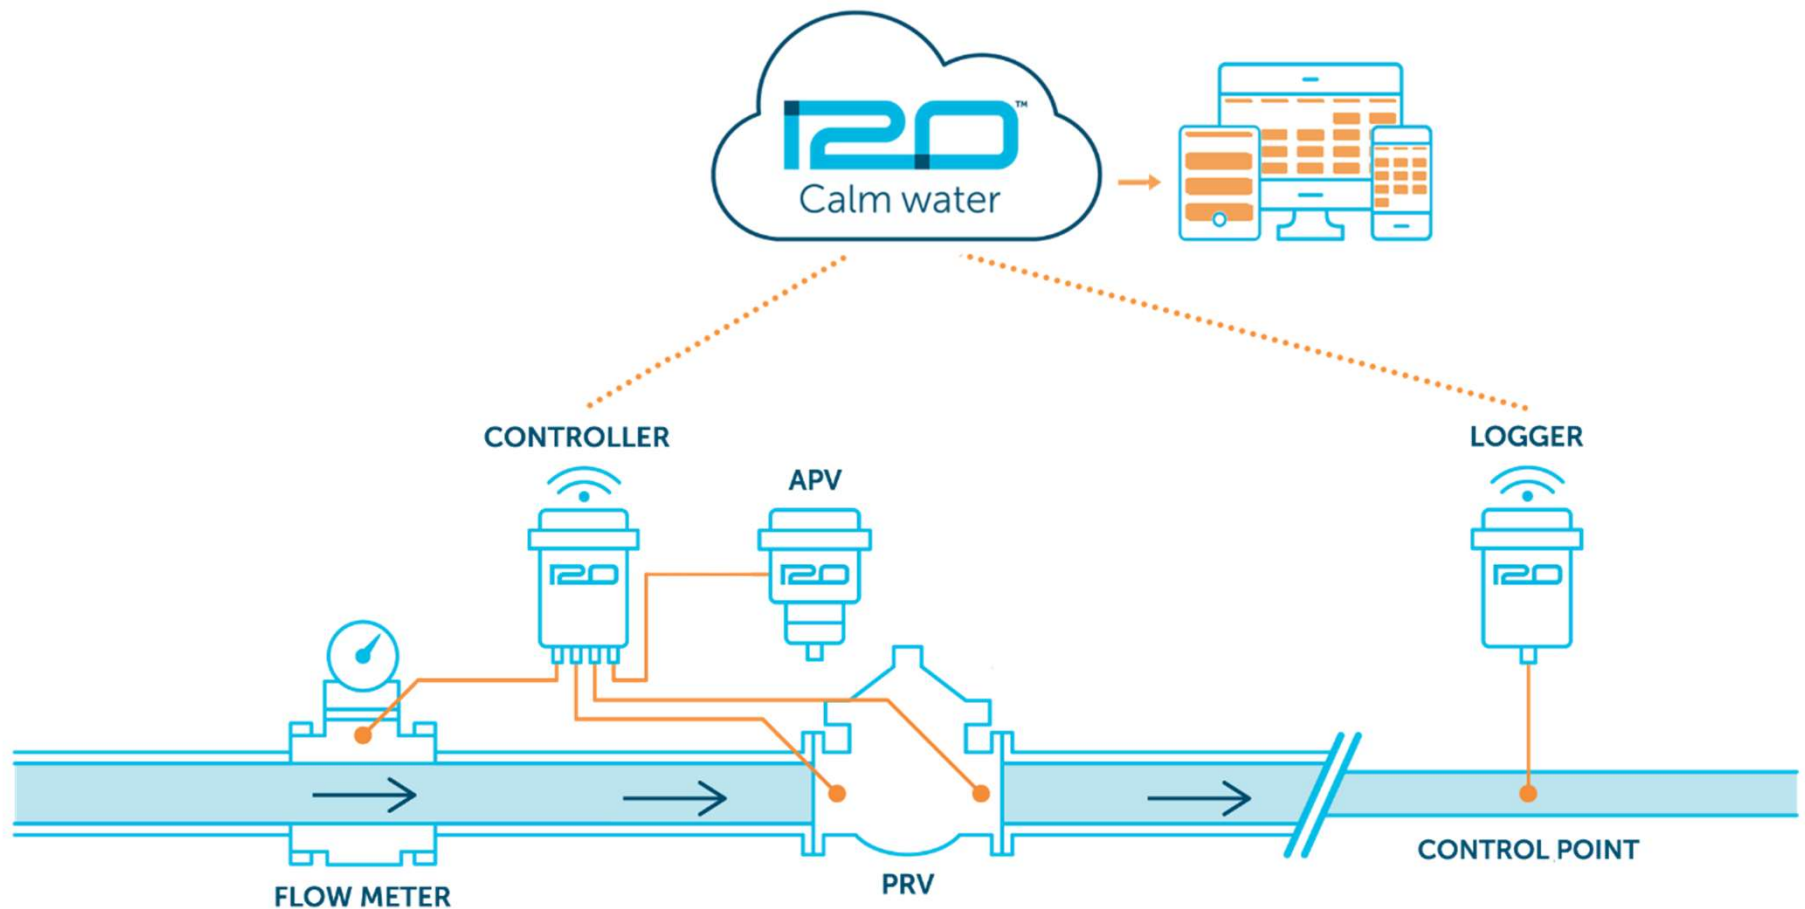 I2O™
Calm water
CONTROLLER
LOGGER
APV
I2O
I2O
I2O
CONTROL POINT
PRV
FLOW METER